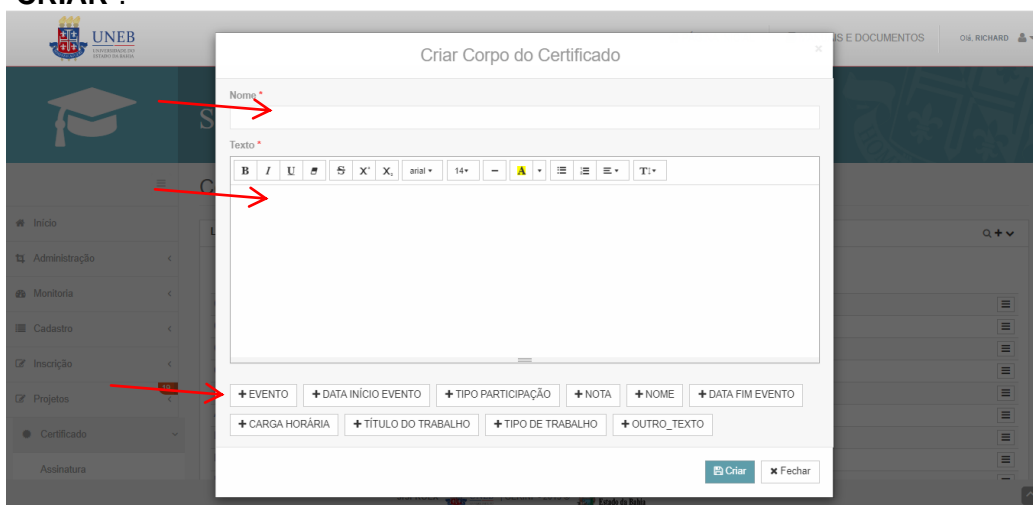 CRIAR".
UNEB
UNIVERSIDADE DO
ESTADO DA BAHIA
IS E DOCUMENTOS
Olá, RICHARD
Criar Corpo do Certificado
×
Nome *
S
Texto *
B I U S X X arial 14 A T
C
Início
L
Administração
Monitoria
Cadastro
Inscrição
Projetos
+ EVENTO + DATA INÍCIO EVENTO + TIPO PARTICIPAÇÃO + NOTA + NOME + DATA FIM EVENTO
+ CARGA HORÁRIA + TÍTULO DO TRABALHO + TIPO DE TRABALHO + OUTRO_TEXTO
Certificado
Assinatura
Criar × Fechar
Estado da Bahia